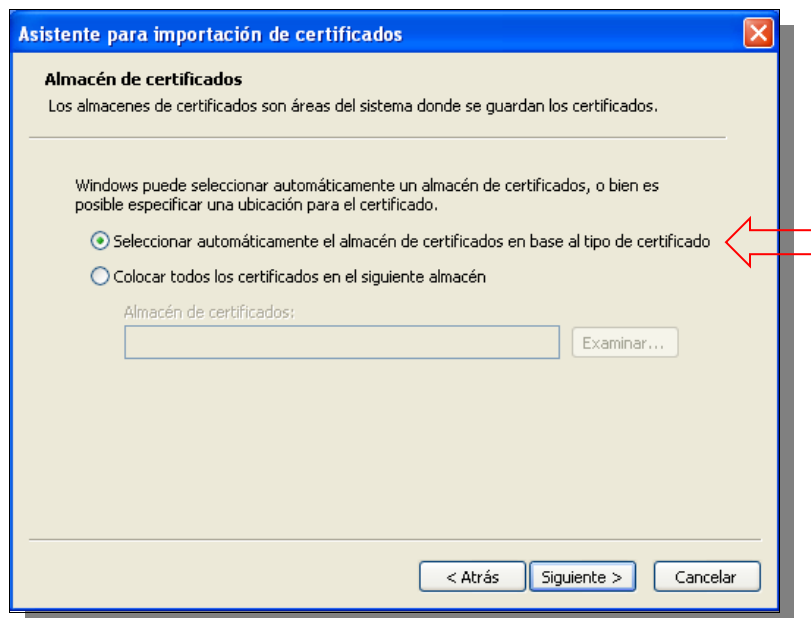 Asistente para importación de certificados
Almacén de certificados
Los almacenes de certificados son áreas del sistema donde se guardan los certificados.
Windows puede seleccionar automáticamente un almacén de certificados, o bien es
posible especificar una ubicación para el certificado.
Seleccionar automáticamente el almacén de certificados en base al tipo de certificado
Colocar todos los certificados en el siguiente almacén
Almacén de certificados:
Examinar...
< Atrás Siguiente > Cancelar